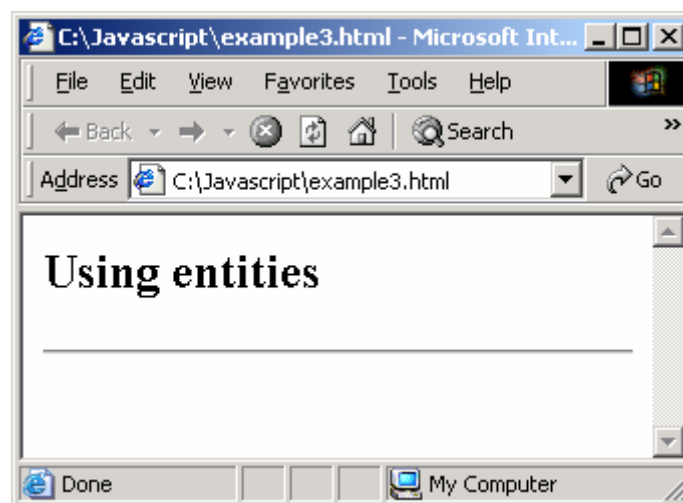 C:\Javascript\example3.html - Microsoft Int...
File Edit View Favorites Tools Help
Back Search »
Address C:\Javascript\example3.html Go
Using entities
Done My Computer